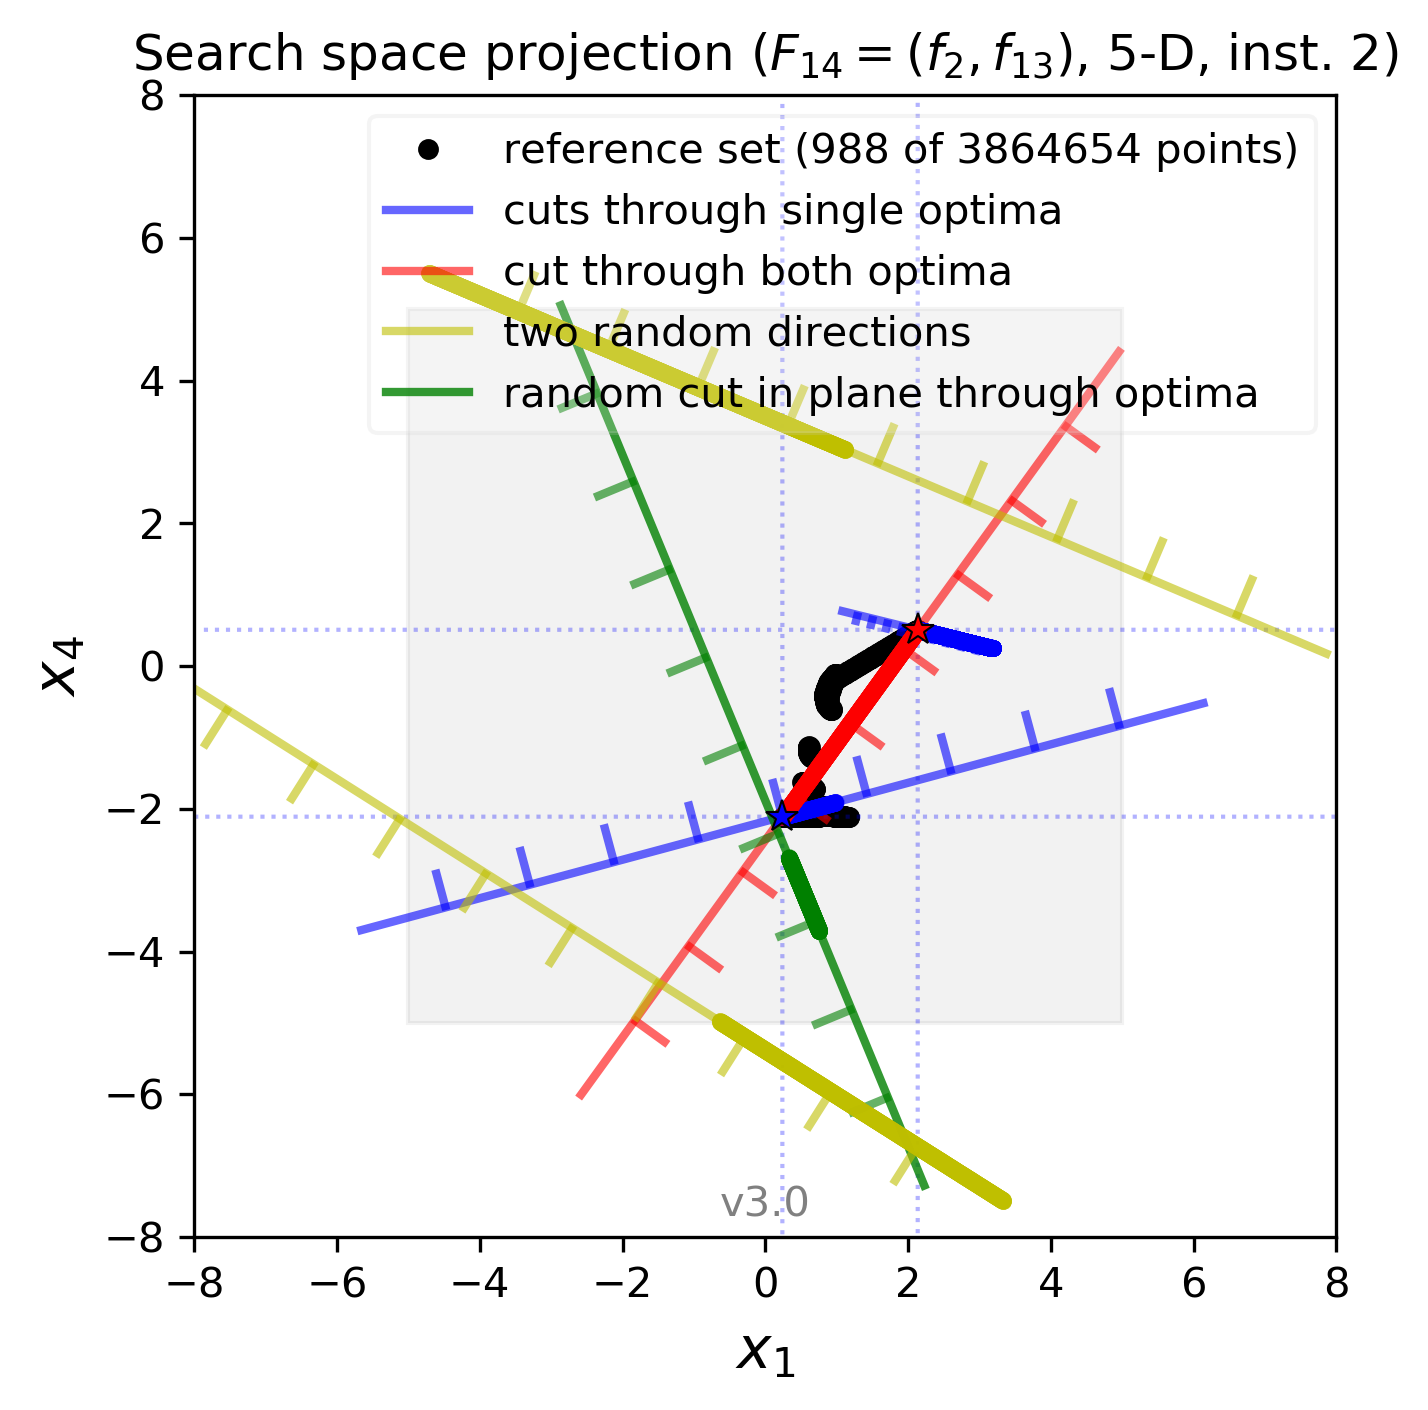 Search space projection (F₁₄ = (f₂, f₁₃), 5-D, inst. 2)
8
reference set (988 of 3864654 points)
cuts through single optima
6
cut through both optima
two random directions
4
random cut in plane through optima
2
0
x₄
−2
−4
−6
v3.0
−8
−8 −6 −4 −2 0 2 4 6 8
x₁